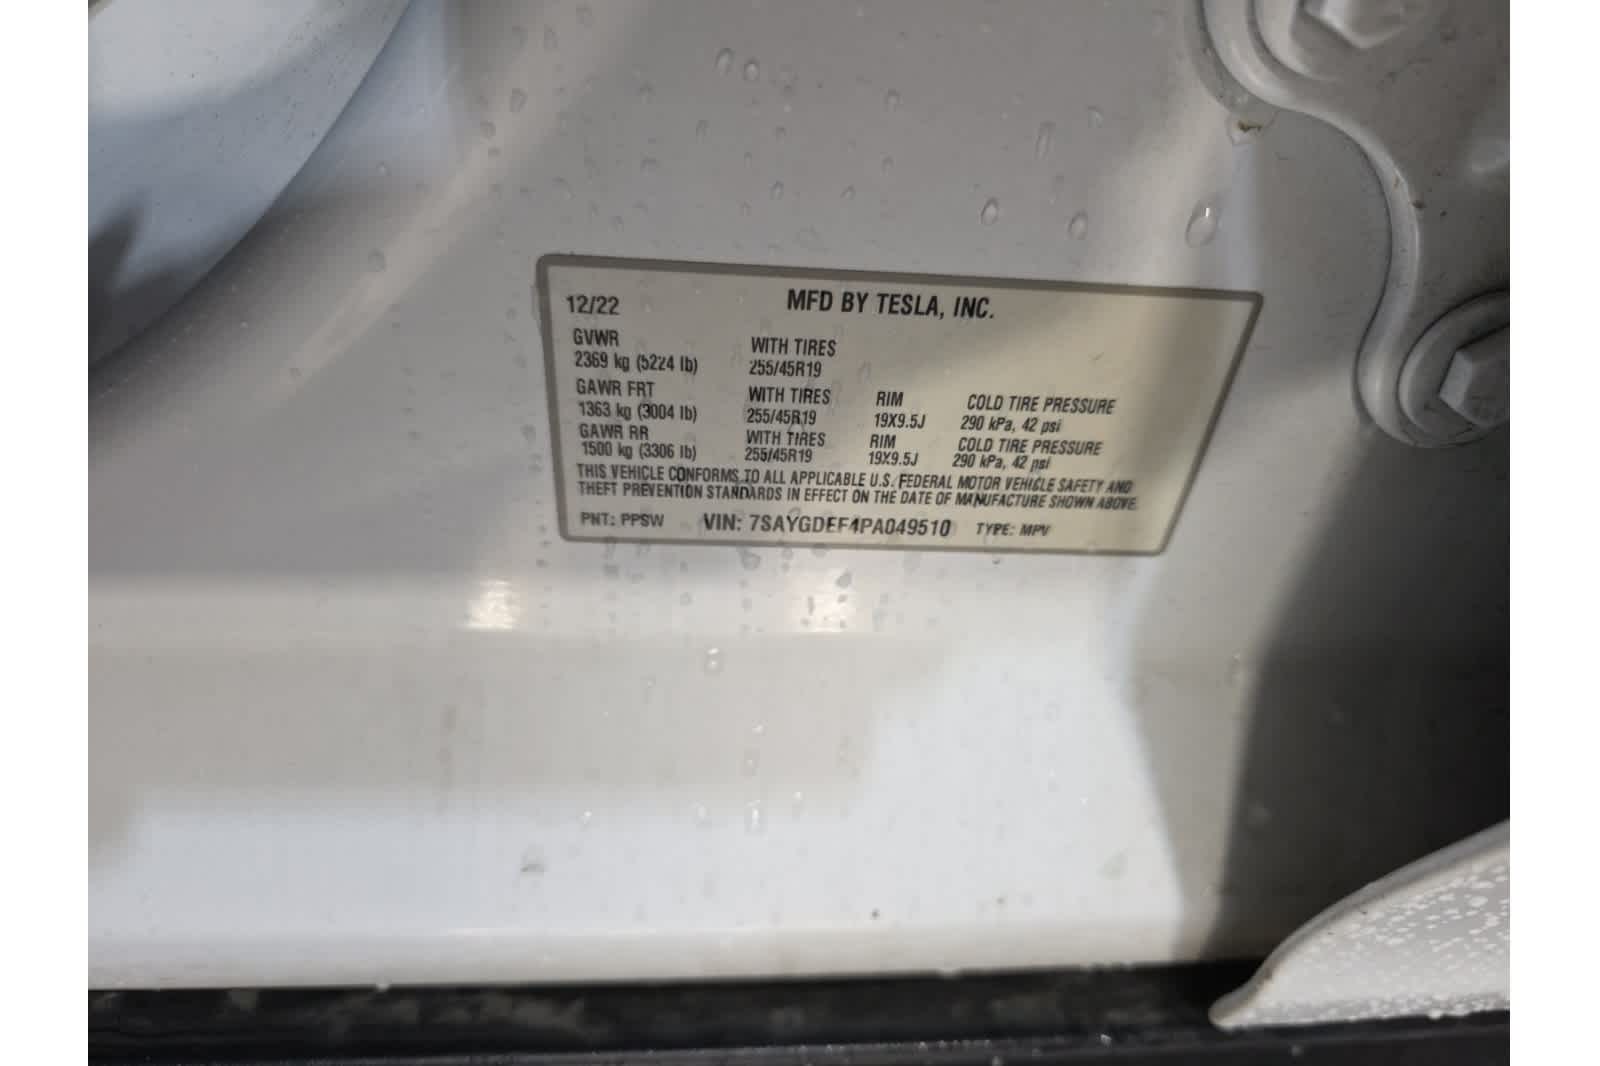 12/22 MFD BY TESLA, INC.
GVWR WITH TIRES
2369 kg (5224 lb) 255/45R19
GAWR FRT WITH TIRES RIM COLD TIRE PRESSURE
1363 kg (3004 lb) 255/45R19 19X9.5J 290 kPa, 42 psi
GAWR RR WITH TIRES RIM COLD TIRE PRESSURE
1500 kg (3306 lb) 255/45R19 19X9.5J 290 kPa, 42 psi
THIS VEHICLE CONFORMS TO ALL APPLICABLE U.S. FEDERAL MOTOR VEHICLE SAFETY AND
THEFT PREVENTION STANDARDS IN EFFECT ON THE DATE OF MANUFACTURE SHOWN ABOVE.
PNT: PPSW VIN: 7SAYGDEF4PA049510 TYPE: MPV